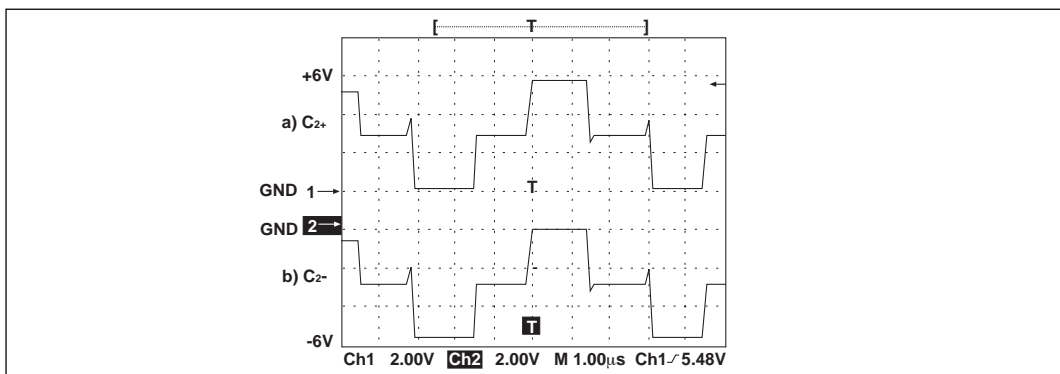 [ T ]
+6V
a) C2+
GND 1
T
GND 2
b) C2-
T
-6V
Ch1 2.00V Ch2 2.00V M 1.00μs Ch1 5.48V